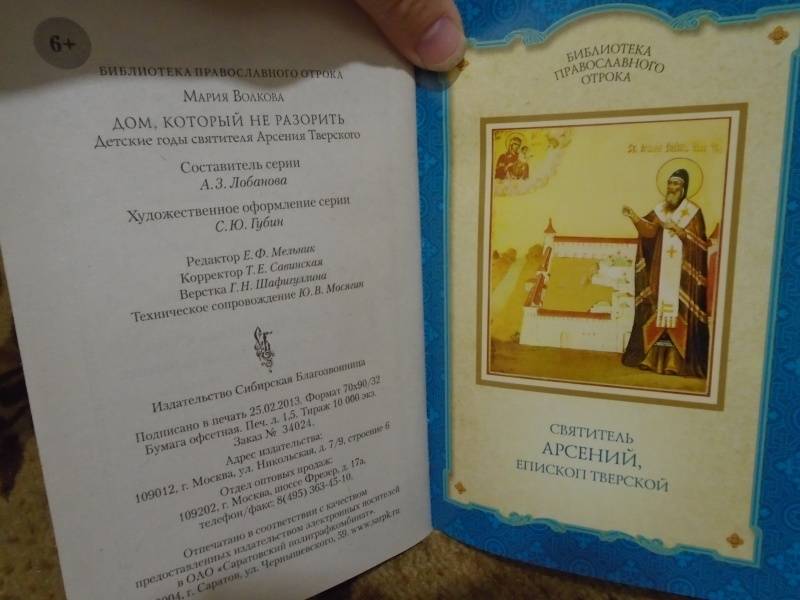 6+
БИБЛИОТЕКА ПРАВОСЛАВНОГО ОТРОКА
Мария Волкова
ДОМ, КОТОРЫЙ НЕ РАЗОРИТЬ
Детские годы святителя Арсения Тверского
Составитель серии
А.З. Лобанова
Художественное оформление серии
С.Ю. Губин
Редактор Е.Ф. Мельник
Корректор Т.Е. Савинская
Верстка Г.Н. Шафигуллина
Техническое сопровождение Ю.В. Мосягин
Издательство Сибирская Благозвонница
Подписано в печать 25.02.2013. Формат 70х90/32
Бумага офсетная. Печ. л. 1,5. Тираж 10 000 экз.
Заказ № 34024.
Адрес издательства:
109012, г. Москва, ул. Никольская, д. 7/9, строение 6
Отдел оптовых продаж:
109202, г. Москва, шоссе Фрезер, д. 17а,
телефон/факс: 8(495) 363-45-10.
Отпечатано в соответствии с качеством
предоставленных издательством электронных носителей
в ОАО «Саратовский полиграфкомбинат».
г. Саратов, ул. Чернышевского, 59. www.sarpk.ru
БИБЛИОТЕКА
ПРАВОСЛАВНОГО
ОТРОКА
СВЯТИТЕЛЬ
АРСЕНИЙ,
ЕПИСКОП ТВЕРСКОЙ